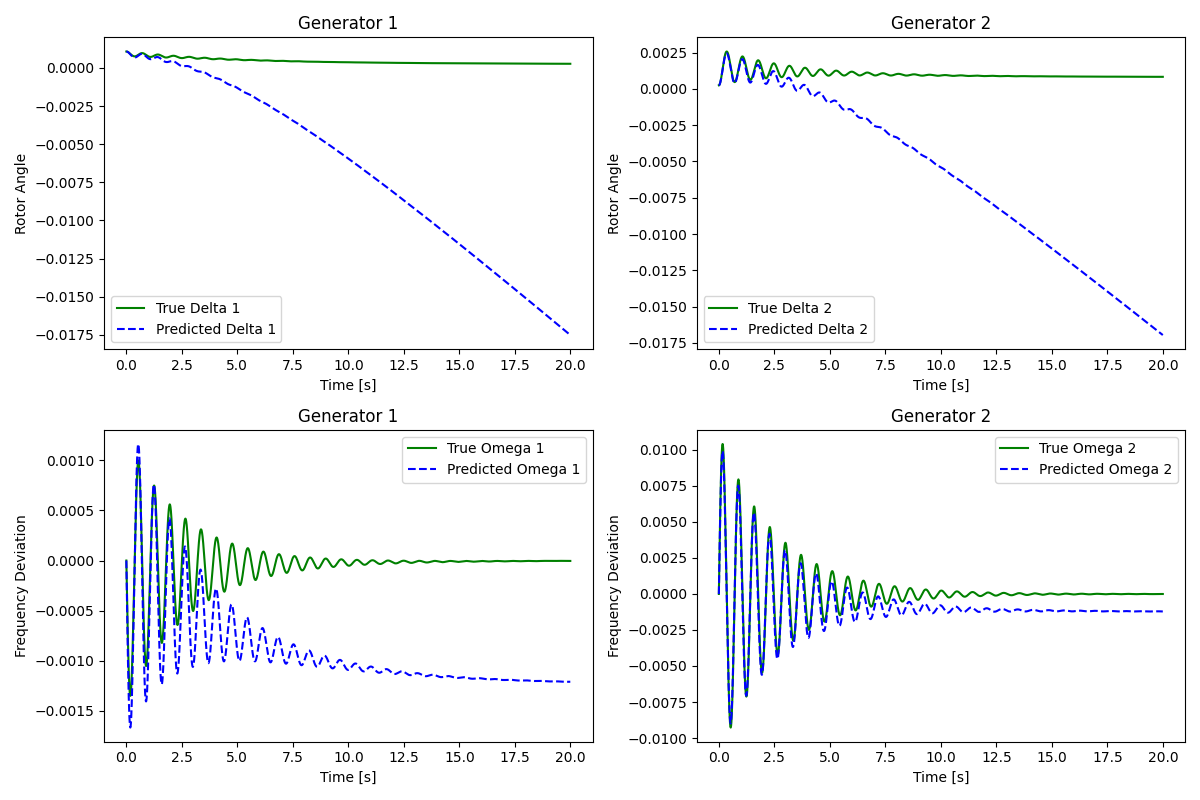 Generator 1
Rotor Angle
0.0000
−0.0025
−0.0050
−0.0075
−0.0100
−0.0125
−0.0150
−0.0175
True Delta 1
Predicted Delta 1
0.0 2.5 5.0 7.5 10.0 12.5 15.0 17.5 20.0
Time [s]
Generator 2
Rotor Angle
0.0025
0.0000
−0.0025
−0.0050
−0.0075
−0.0100
−0.0125
−0.0150
−0.0175
True Delta 2
Predicted Delta 2
0.0 2.5 5.0 7.5 10.0 12.5 15.0 17.5 20.0
Time [s]
Generator 1
Frequency Deviation
0.0010
0.0005
0.0000
−0.0005
−0.0010
−0.0015
True Omega 1
Predicted Omega 1
0.0 2.5 5.0 7.5 10.0 12.5 15.0 17.5 20.0
Time [s]
Generator 2
Frequency Deviation
0.0100
0.0075
0.0050
0.0025
0.0000
−0.0025
−0.0050
−0.0075
−0.0100
True Omega 2
Predicted Omega 2
0.0 2.5 5.0 7.5 10.0 12.5 15.0 17.5 20.0
Time [s]